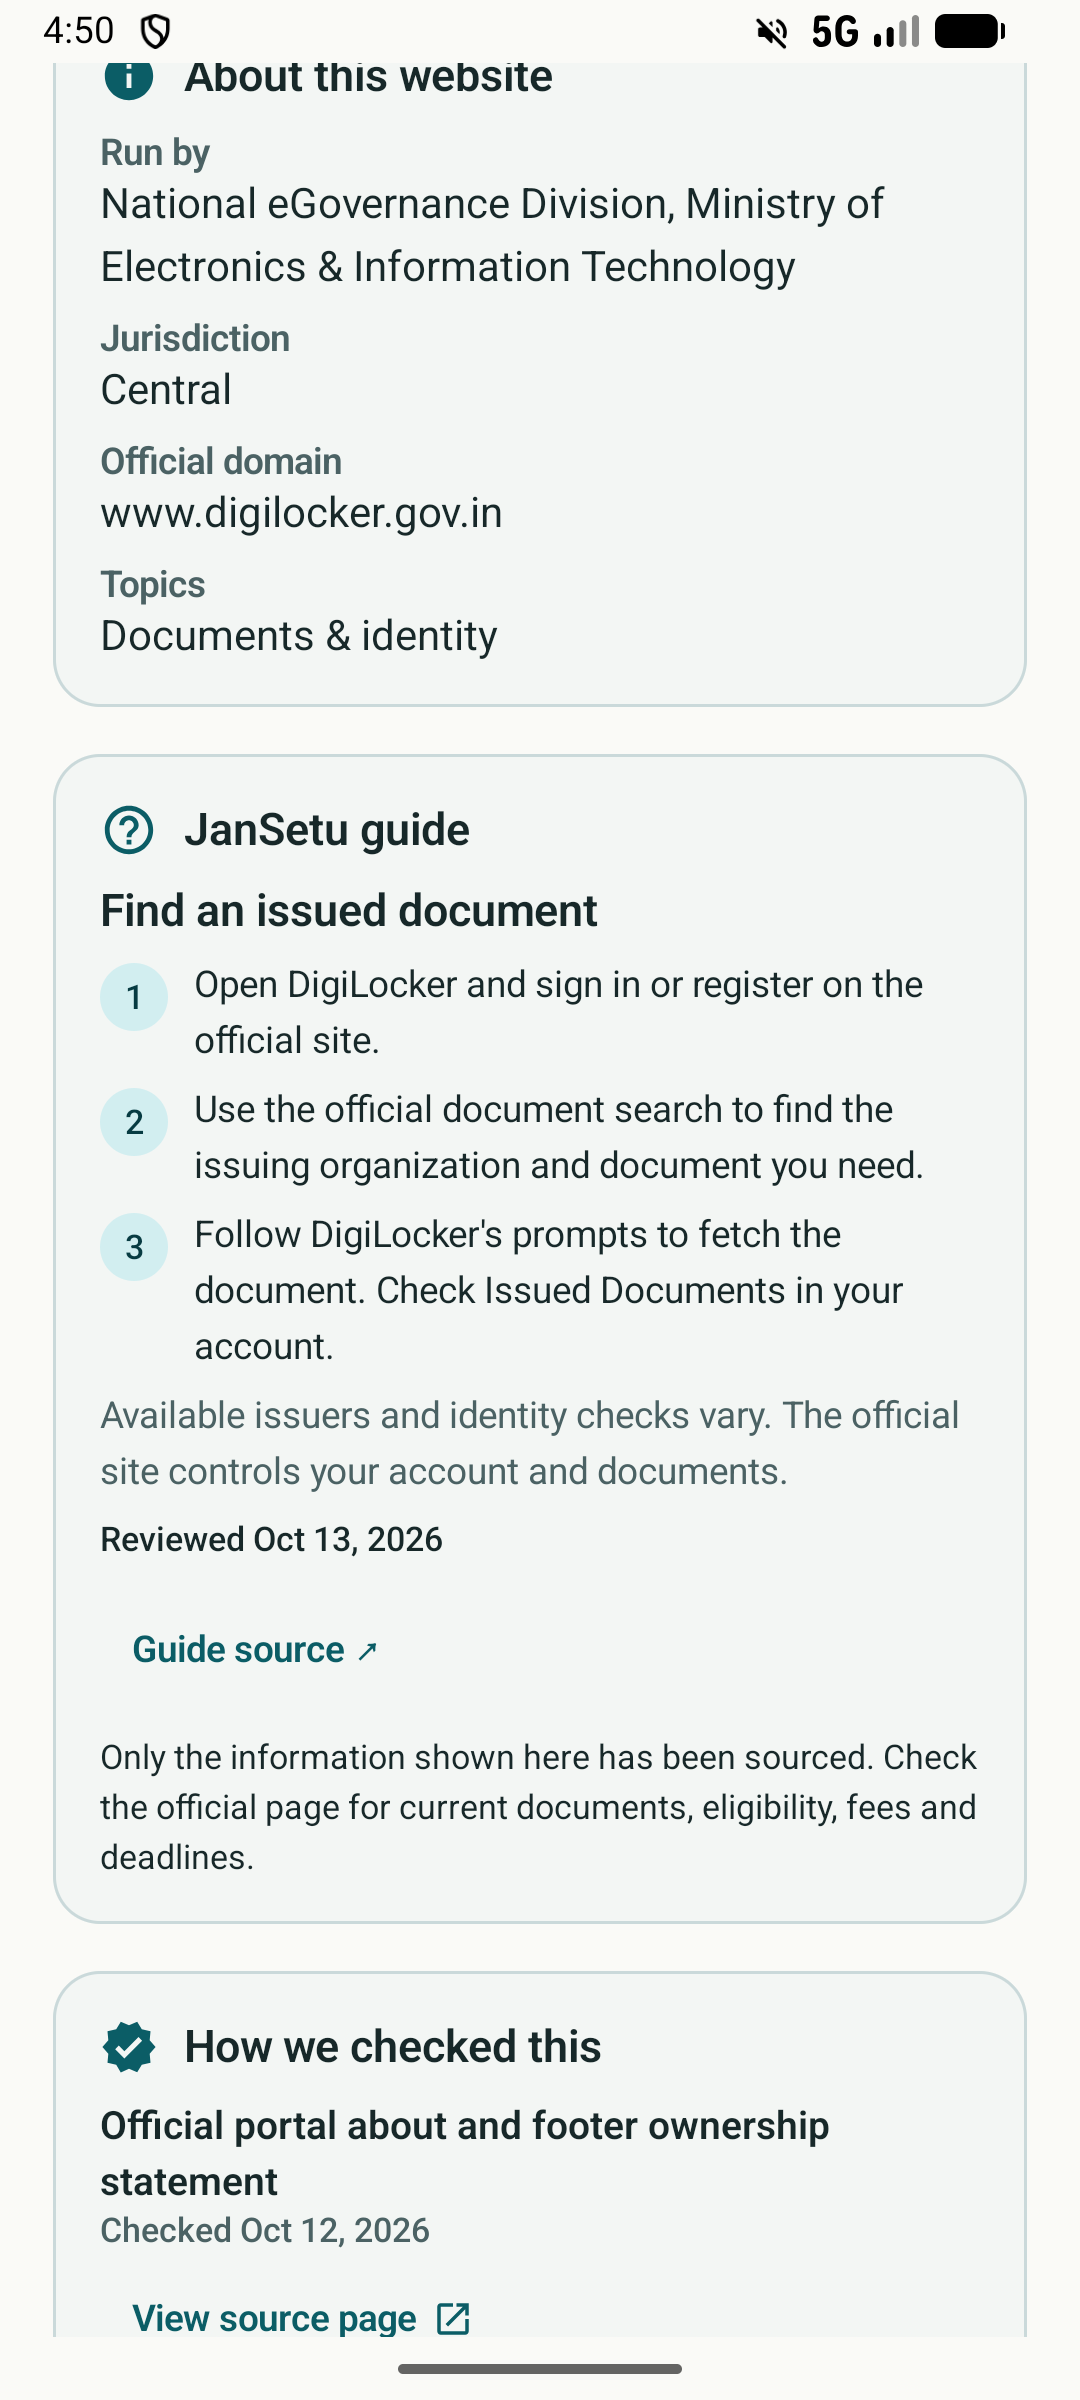 4:50
5G
About this website
Run by
National eGovernance Division, Ministry of
Electronics & Information Technology
Jurisdiction
Central
Official domain
www.digilocker.gov.in
Topics
Documents & identity
JanSetu guide
Find an issued document
1 Open DigiLocker and sign in or register on the
official site.
2 Use the official document search to find the
issuing organization and document you need.
3 Follow DigiLocker's prompts to fetch the
document. Check Issued Documents in your
account.
Available issuers and identity checks vary. The official
site controls your account and documents.
Reviewed Oct 13, 2026
Guide source ↗
Only the information shown here has been sourced. Check
the official page for current documents, eligibility, fees and
deadlines.
How we checked this
Official portal about and footer ownership
statement
Checked Oct 12, 2026
View source page